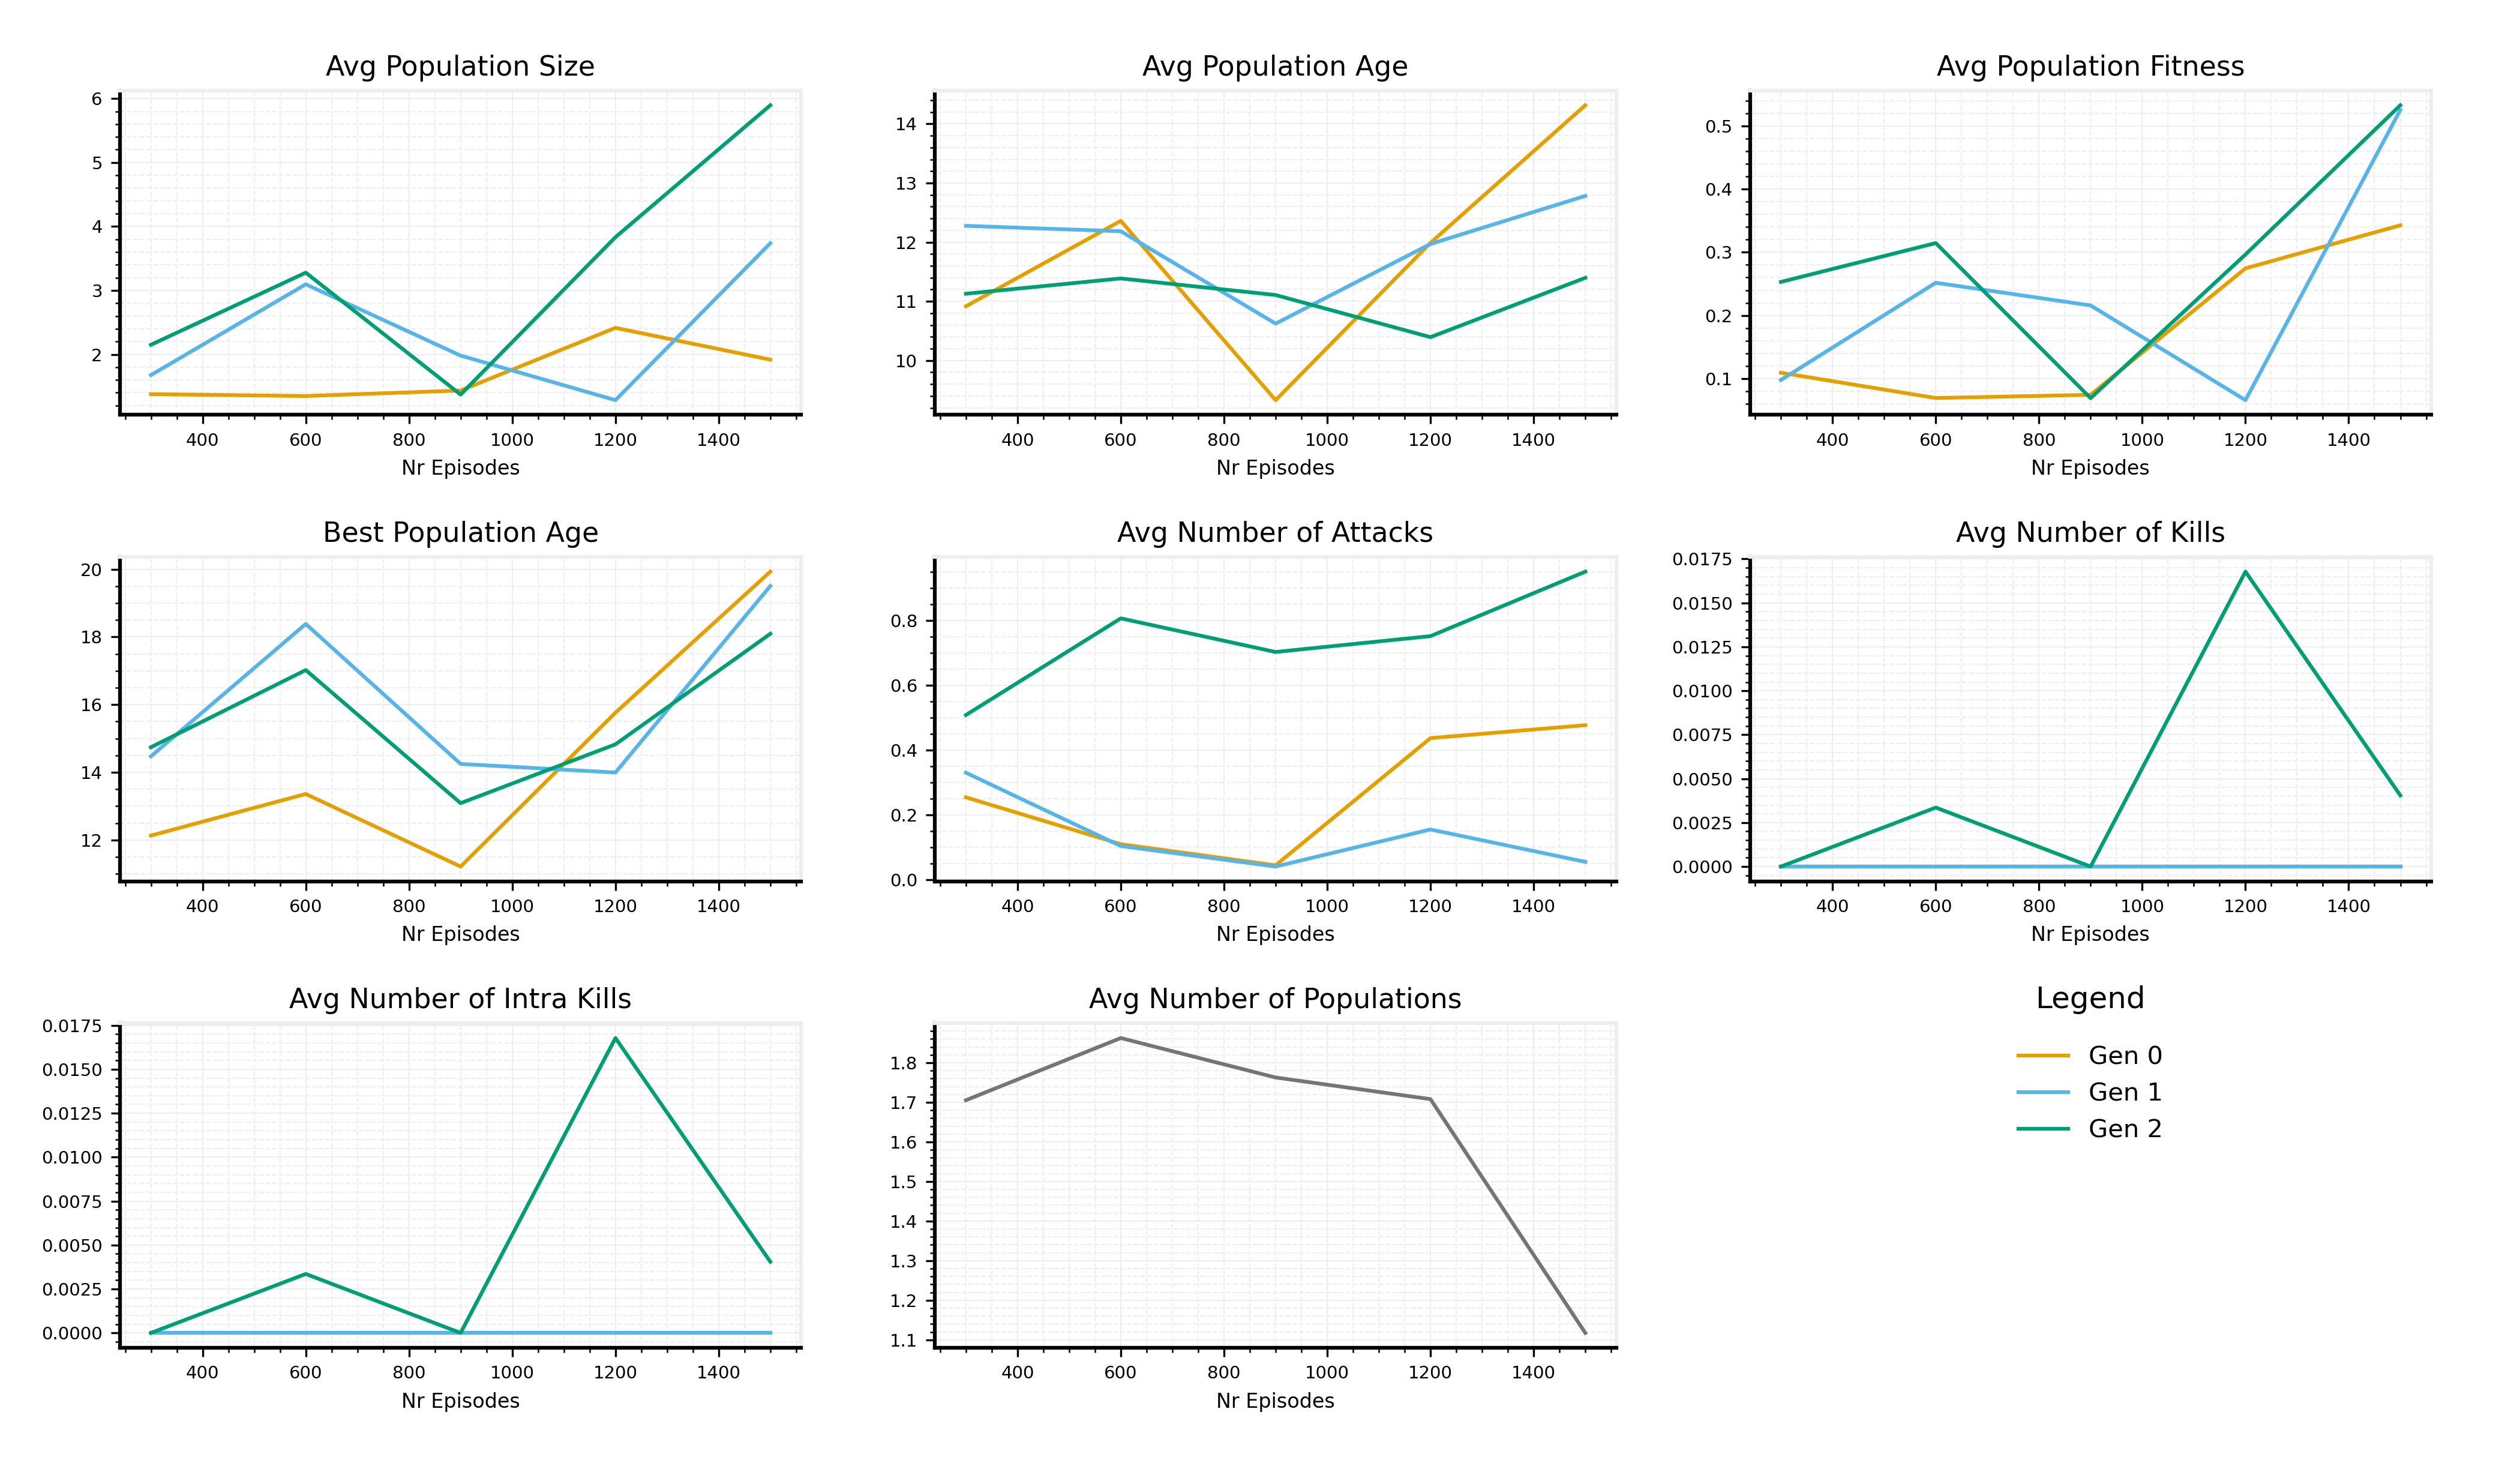 Avg Population Size
6
5
4
3
2
400 600 800 1000 1200 1400
Nr Episodes
Avg Population Age
14
13
12
11
10
400 600 800 1000 1200 1400
Nr Episodes
Avg Population Fitness
0.5
0.4
0.3
0.2
0.1
400 600 800 1000 1200 1400
Nr Episodes
Best Population Age
20
18
16
14
12
400 600 800 1000 1200 1400
Nr Episodes
Avg Number of Attacks
0.8
0.6
0.4
0.2
0.0
400 600 800 1000 1200 1400
Nr Episodes
Avg Number of Kills
0.0175
0.0150
0.0125
0.0100
0.0075
0.0050
0.0025
0.0000
400 600 800 1000 1200 1400
Nr Episodes
Avg Number of Intra Kills
0.0175
0.0150
0.0125
0.0100
0.0075
0.0050
0.0025
0.0000
400 600 800 1000 1200 1400
Nr Episodes
Avg Number of Populations
1.8
1.7
1.6
1.5
1.4
1.3
1.2
1.1
400 600 800 1000 1200 1400
Nr Episodes
Legend
Gen 0
Gen 1
Gen 2